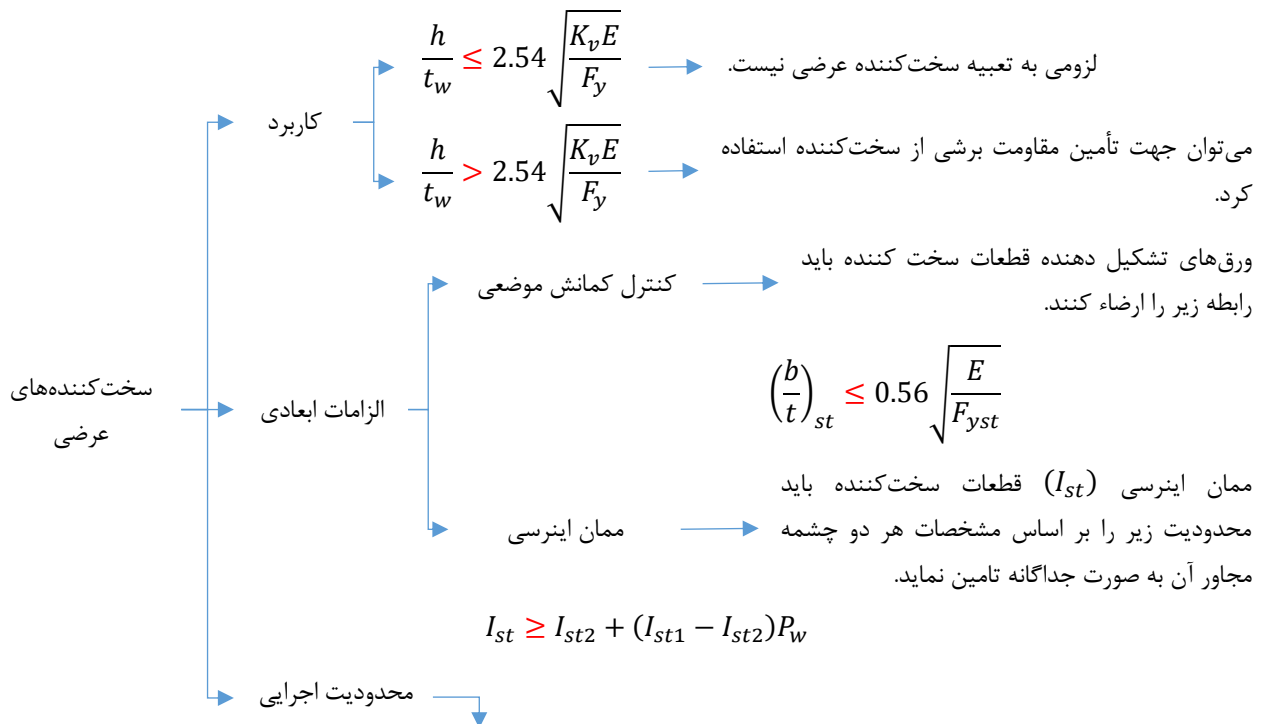 سخت‌کننده‌های
عرضی
کاربرد
h/t_w ≤ 2.54 √(K_v E / F_y)
لزومی به تعبیه سخت‌کننده عرضی نیست.
h/t_w > 2.54 √(K_v E / F_y)
می‌توان جهت تأمین مقاومت برشی از سخت‌کننده استفاده
کرد.
الزامات ابعادی
کنترل کمانش موضعی
ورق‌های تشکیل دهنده قطعات سخت کننده باید
رابطه زیر را ارضاء کنند.
(b/t)_st ≤ 0.56 √(E / F_yst)
ممان اینرسی
ممان اینرسی (I_st) قطعات سخت‌کننده باید
محدودیت زیر را بر اساس مشخصات هر دو چشمه
مجاور آن به صورت جداگانه تامین نماید.
I_st ≥ I_st2 + (I_st1 − I_st2)P_w
محدودیت اجرایی